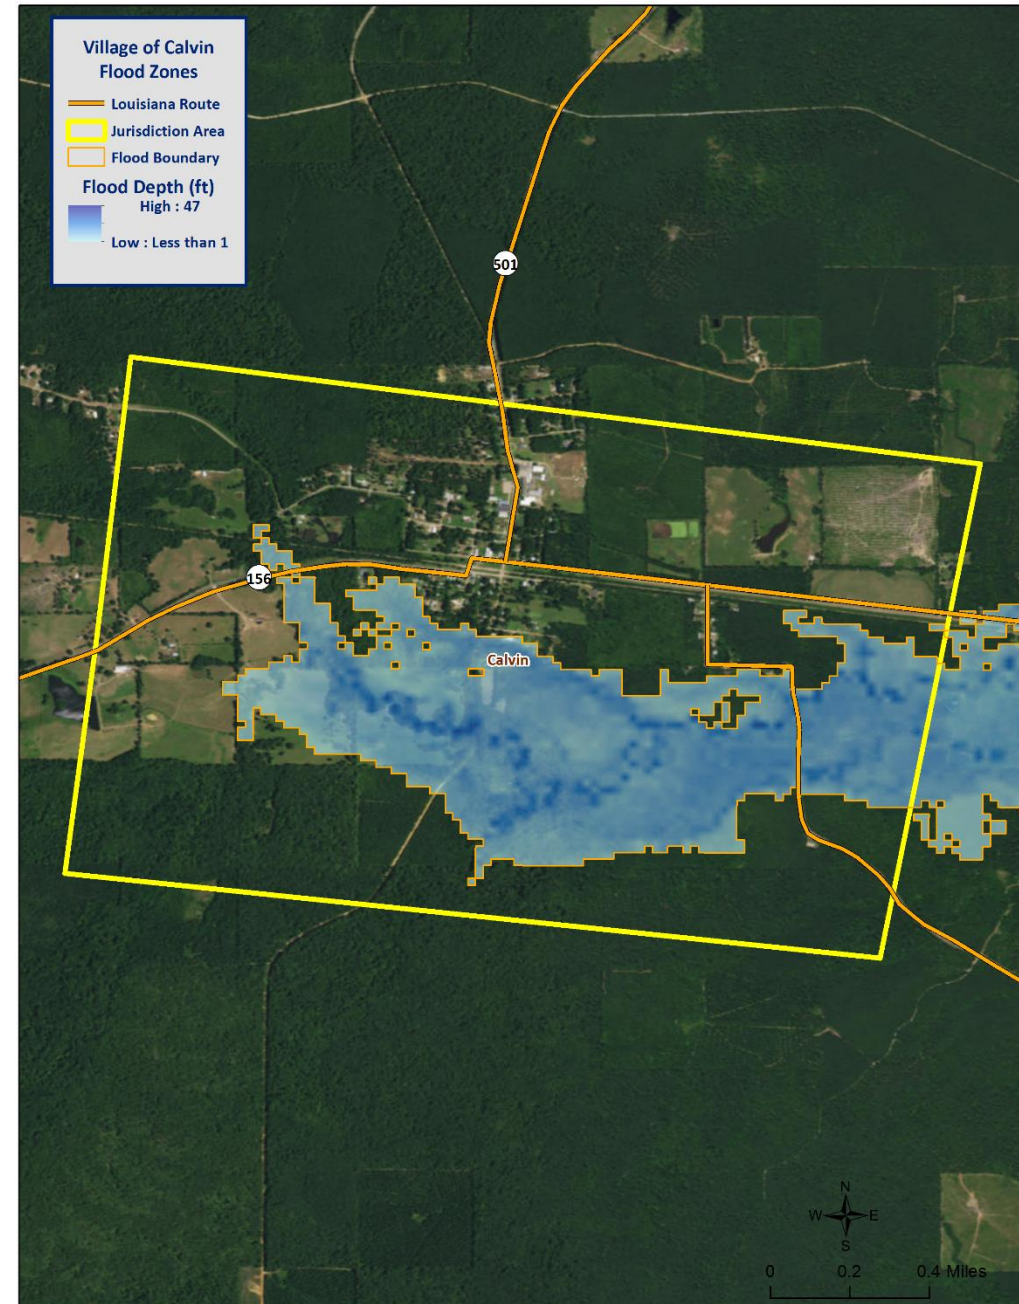 Village of Calvin
Flood Zones
Louisiana Route
Jurisdiction Area
Flood Boundary
Flood Depth (ft)
High : 47
Low : Less than 1
501
156
Calvin
N
W E
S
0 0.2 0.4 Miles